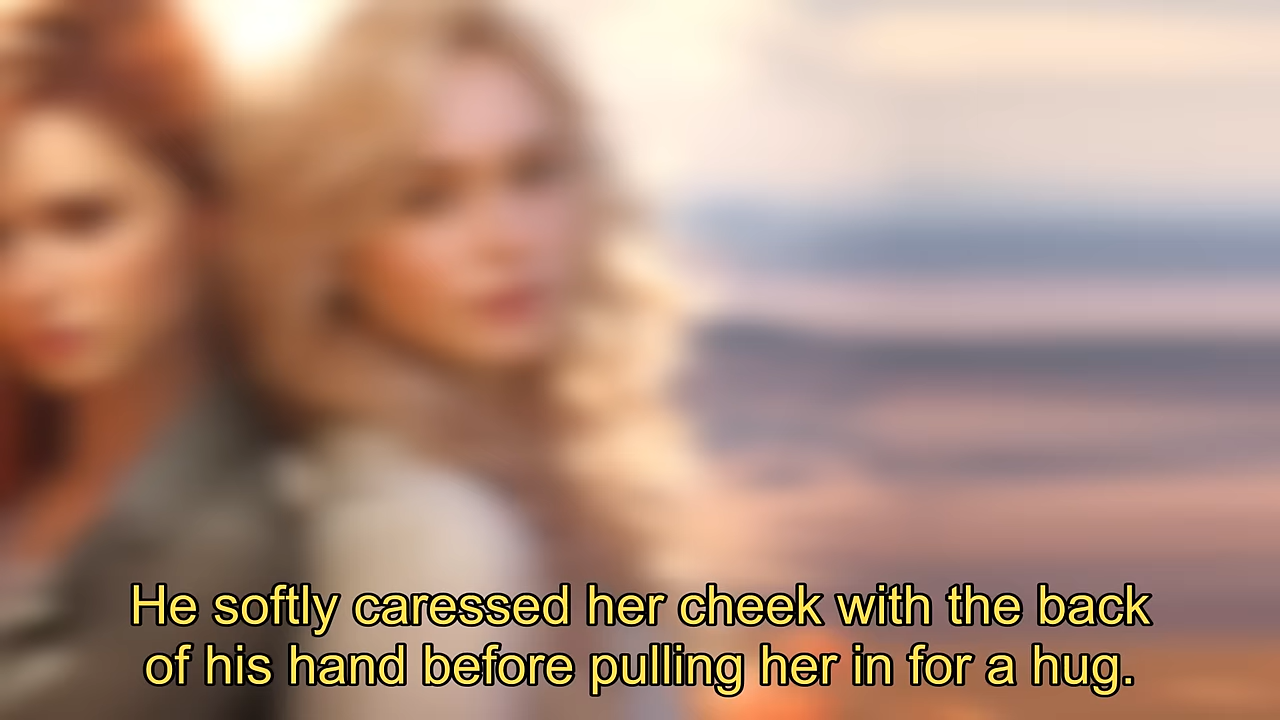 He softly caressed her cheek with the back
of his hand before pulling her in for a hug.